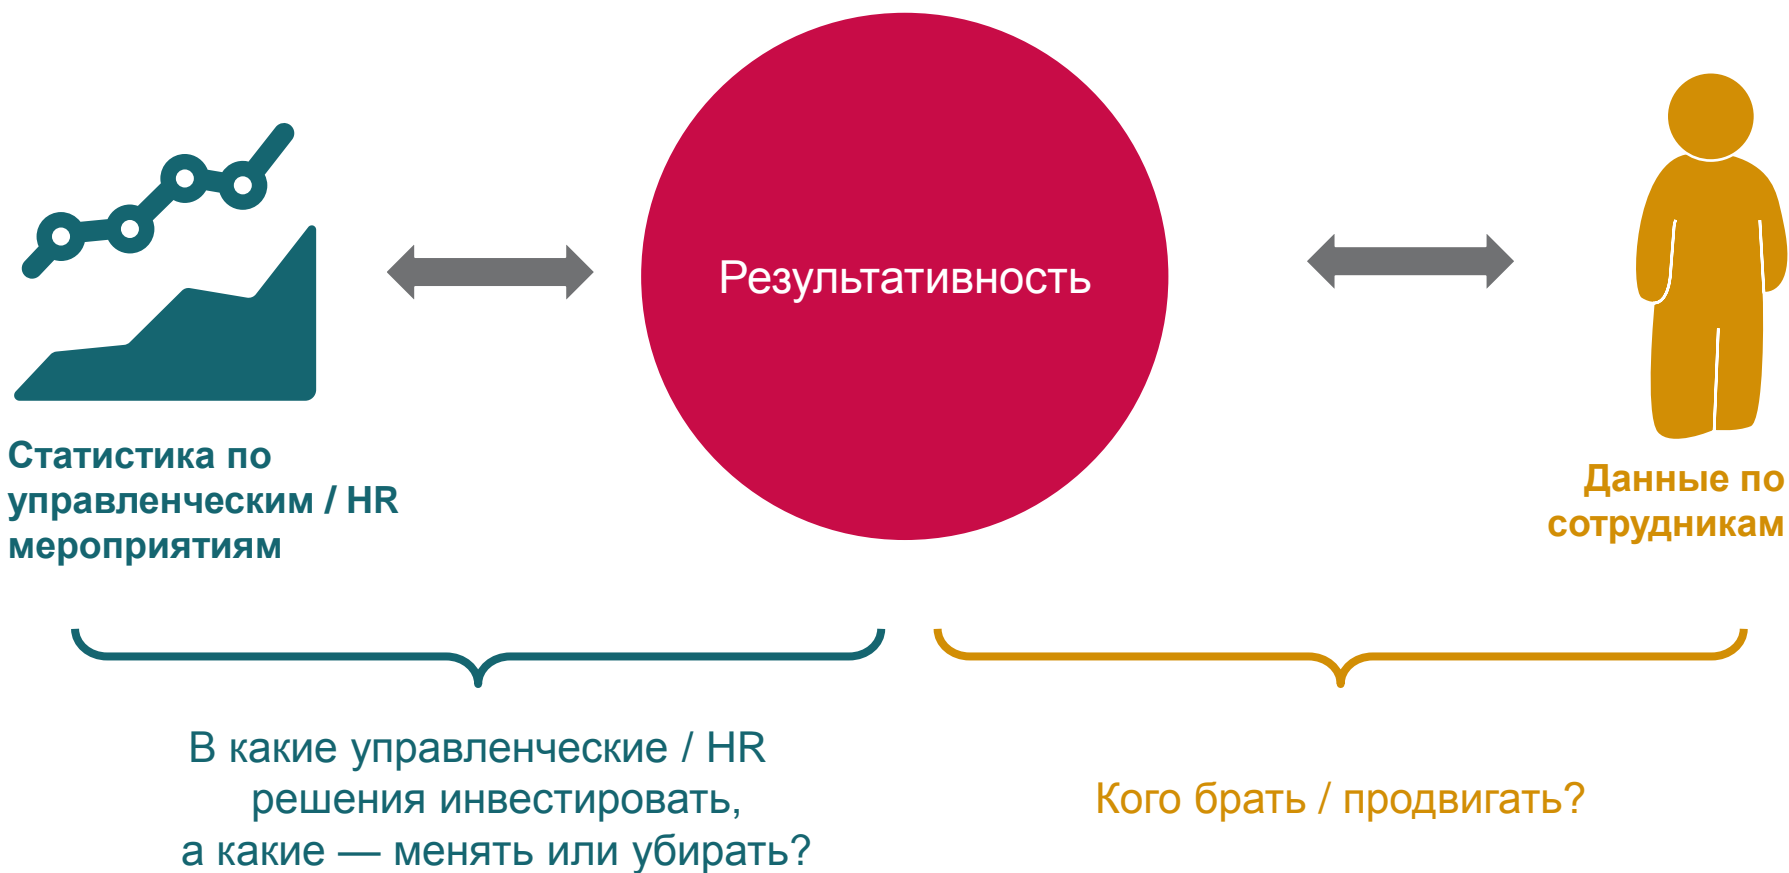 Результативность
Статистика по
управленческим / HR
мероприятиям
Данные по
сотрудникам
В какие управленческие / HR
решения инвестировать,
а какие — менять или убирать?
Кого брать / продвигать?